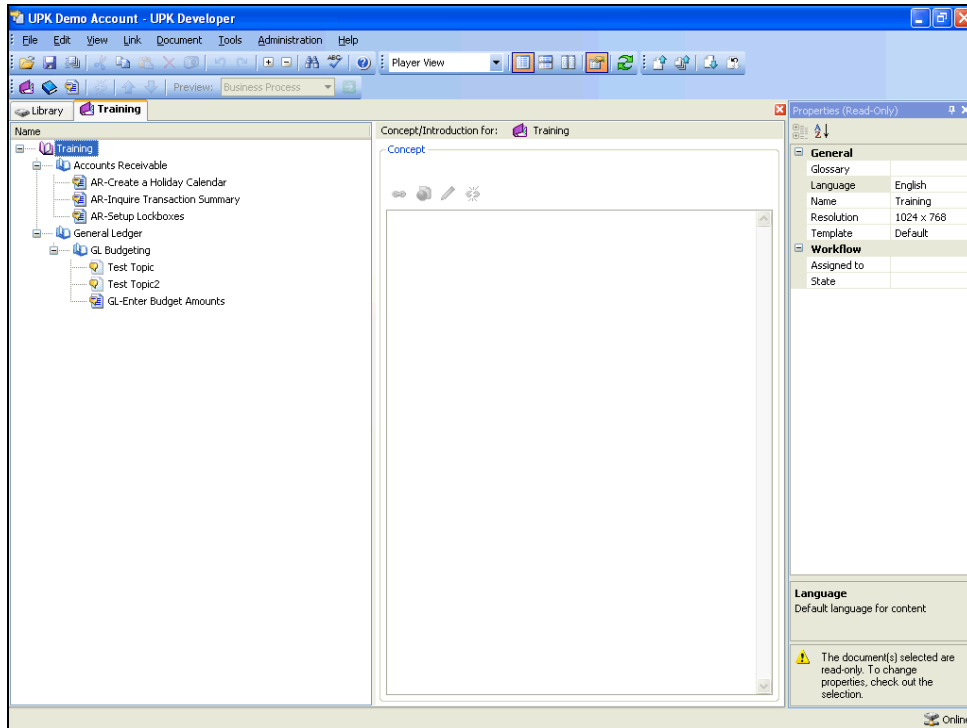 UPK Demo Account - UPK Developer
File Edit View Link Document Tools Administration Help
Player View
Preview: Business Process
Library Training
Name
Training
Accounts Receivable
AR-Create a Holiday Calendar
AR-Inquire Transaction Summary
AR-Setup Lockboxes
General Ledger
GL Budgeting
Test Topic
Test Topic2
GL-Enter Budget Amounts
Concept/Introduction for: Training
Concept
Properties (Read-Only)
General
Glossary
Language English
Name Training
Resolution 1024 x 768
Template Default
Workflow
Assigned to
State
Language
Default language for content
The document(s) selected are
read-only. To change
properties, check out the
selection.
Online